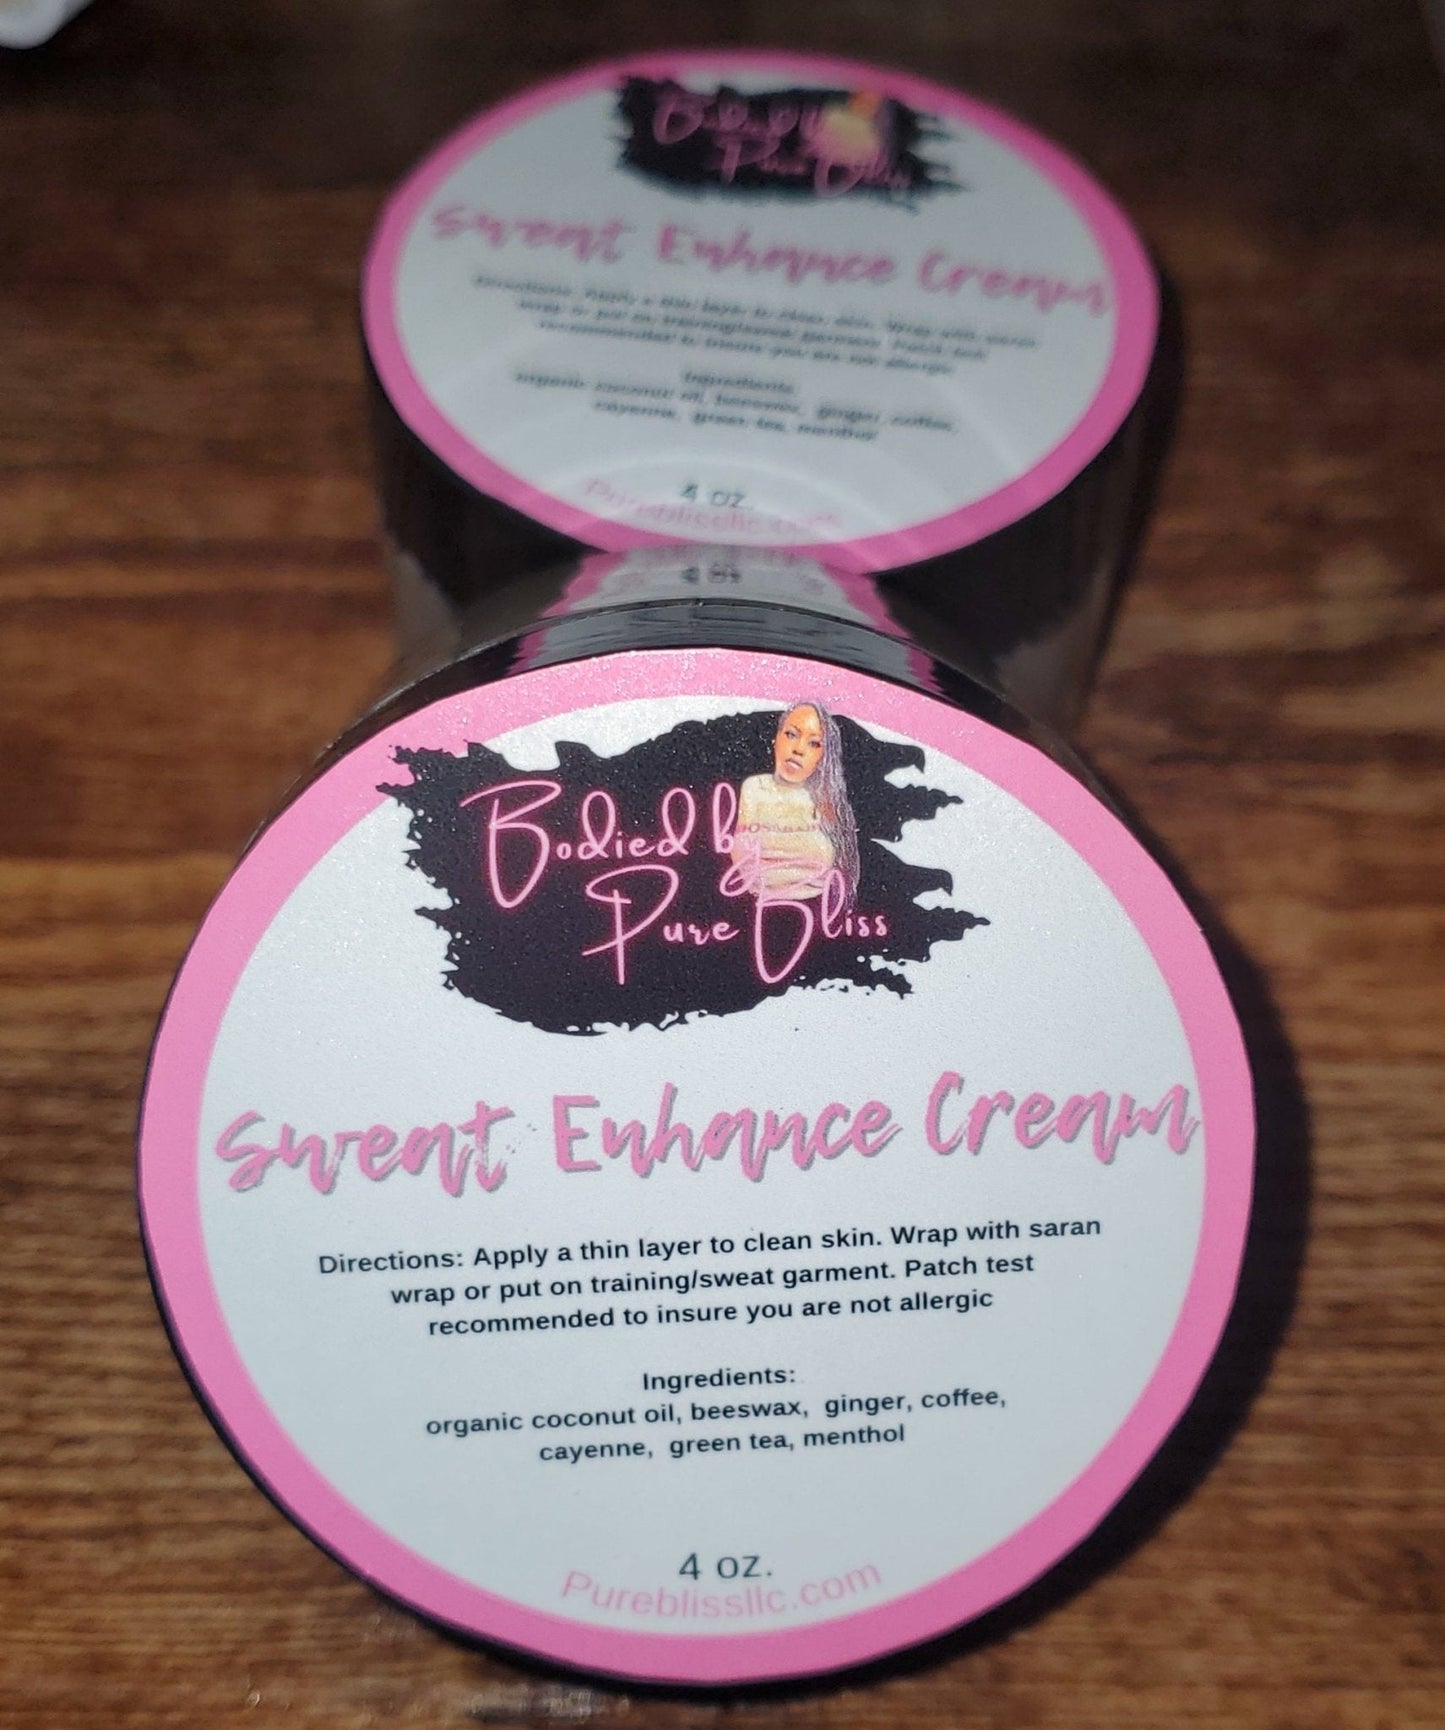 Sweat Enhance Cream
4 oz.
Pureblissllc.com
Bodied by
Pure Bliss
Sweat Enhance Cream
Directions: Apply a thin layer to clean skin. Wrap with saran
wrap or put on training/sweat garment. Patch test
recommended to insure you are not allergic
Ingredients:
organic coconut oil, beeswax, ginger, coffee,
cayenne, green tea, menthol
4 oz.
Pureblissllc.com